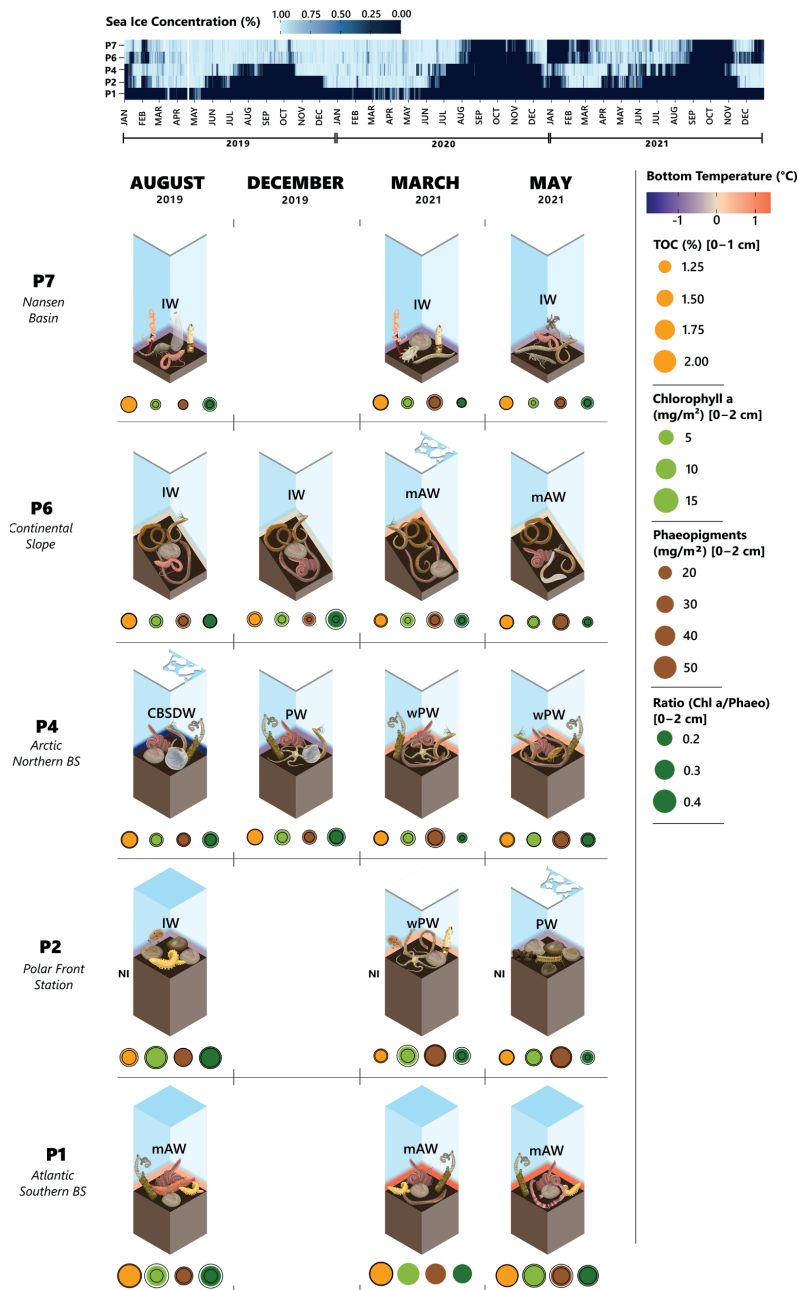 Sea Ice Concentration (%)
1.00 0.75 0.50 0.25 0.00
P7
P6
P4
P2
P1
JAN FEB MAR APR MAY JUN JUL AUG SEP OCT NOV DEC JAN FEB MAR APR MAY JUN JUL AUG SEP OCT NOV DEC JAN FEB MAR APR MAY JUN JUL AUG SEP OCT NOV DEC
2019 2020 2021
AUGUST DECEMBER MARCH MAY
2019 2019 2021 2021
P7
Nansen
Basin
IW IW IW
P6
Continental
Slope
IW IW mAW mAW
P4
Arctic
Northern BS
CBSDW PW wPW wPW
P2
Polar Front
Station
IW wPW PW
NI NI NI
P1
Atlantic
Southern BS
mAW mAW mAW
Bottom Temperature (°C)
-1 0 1
TOC (%) [0–1 cm]
1.25
1.50
1.75
2.00
Chlorophyll a
(mg/m²) [0–2 cm]
5
10
15
Phaeopigments
(mg/m²) [0–2 cm]
20
30
40
50
Ratio (Chl a/Phaeo)
[0–2 cm]
0.2
0.3
0.4